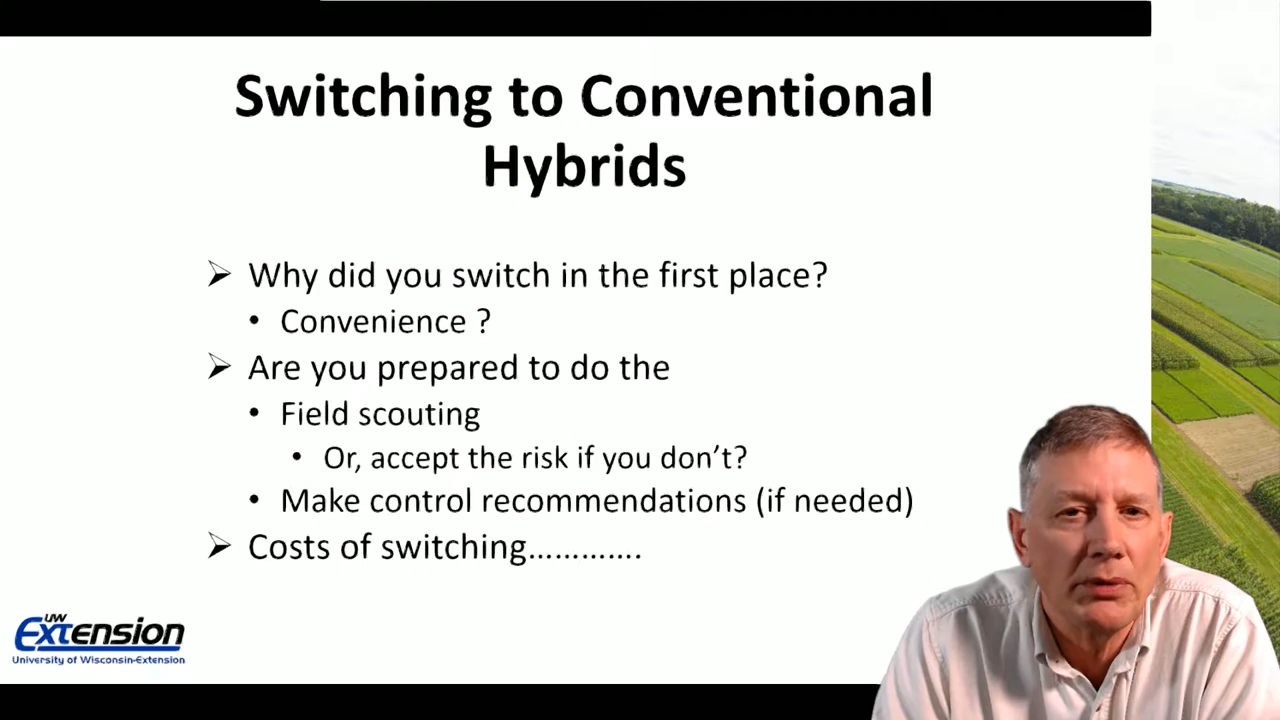 Switching to Conventional
Hybrids
➢ Why did you switch in the first place?
• Convenience ?
➢ Are you prepared to do the
• Field scouting
• Or, accept the risk if you don’t?
• Make control recommendations (if needed)
➢ Costs of switching………….
UW
Extension
University of Wisconsin-Extension